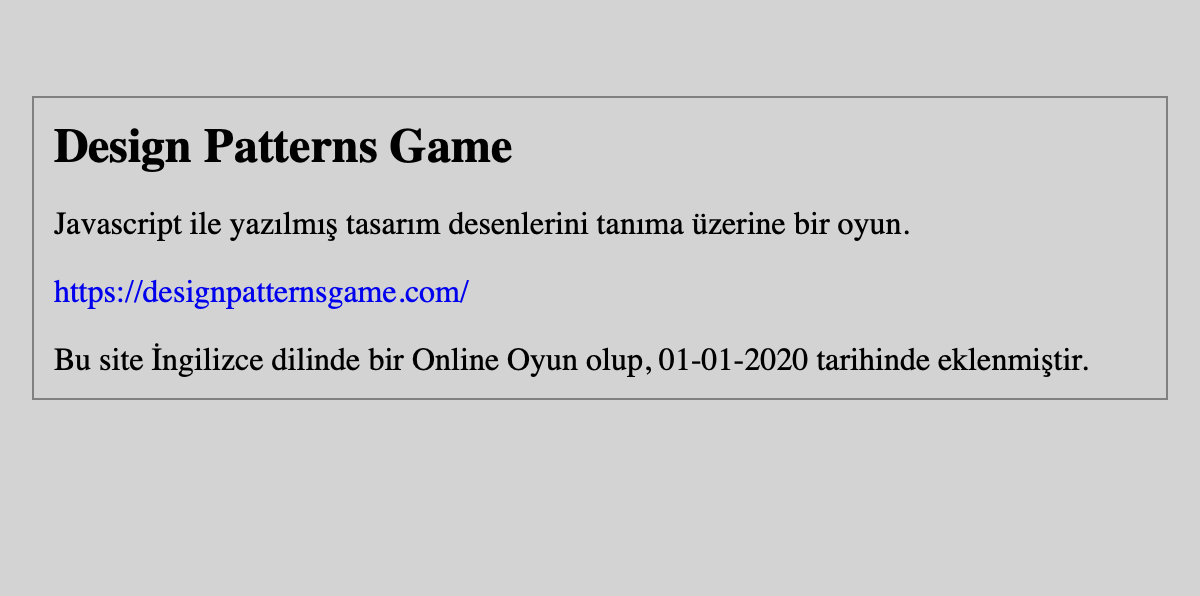 Design Patterns Game
Javascript ile yazılmış tasarım desenlerini tanıma üzerine bir oyun.
https://designpatternsgame.com/
Bu site İngilizce dilinde bir Online Oyun olup, 01-01-2020 tarihinde eklenmiştir.